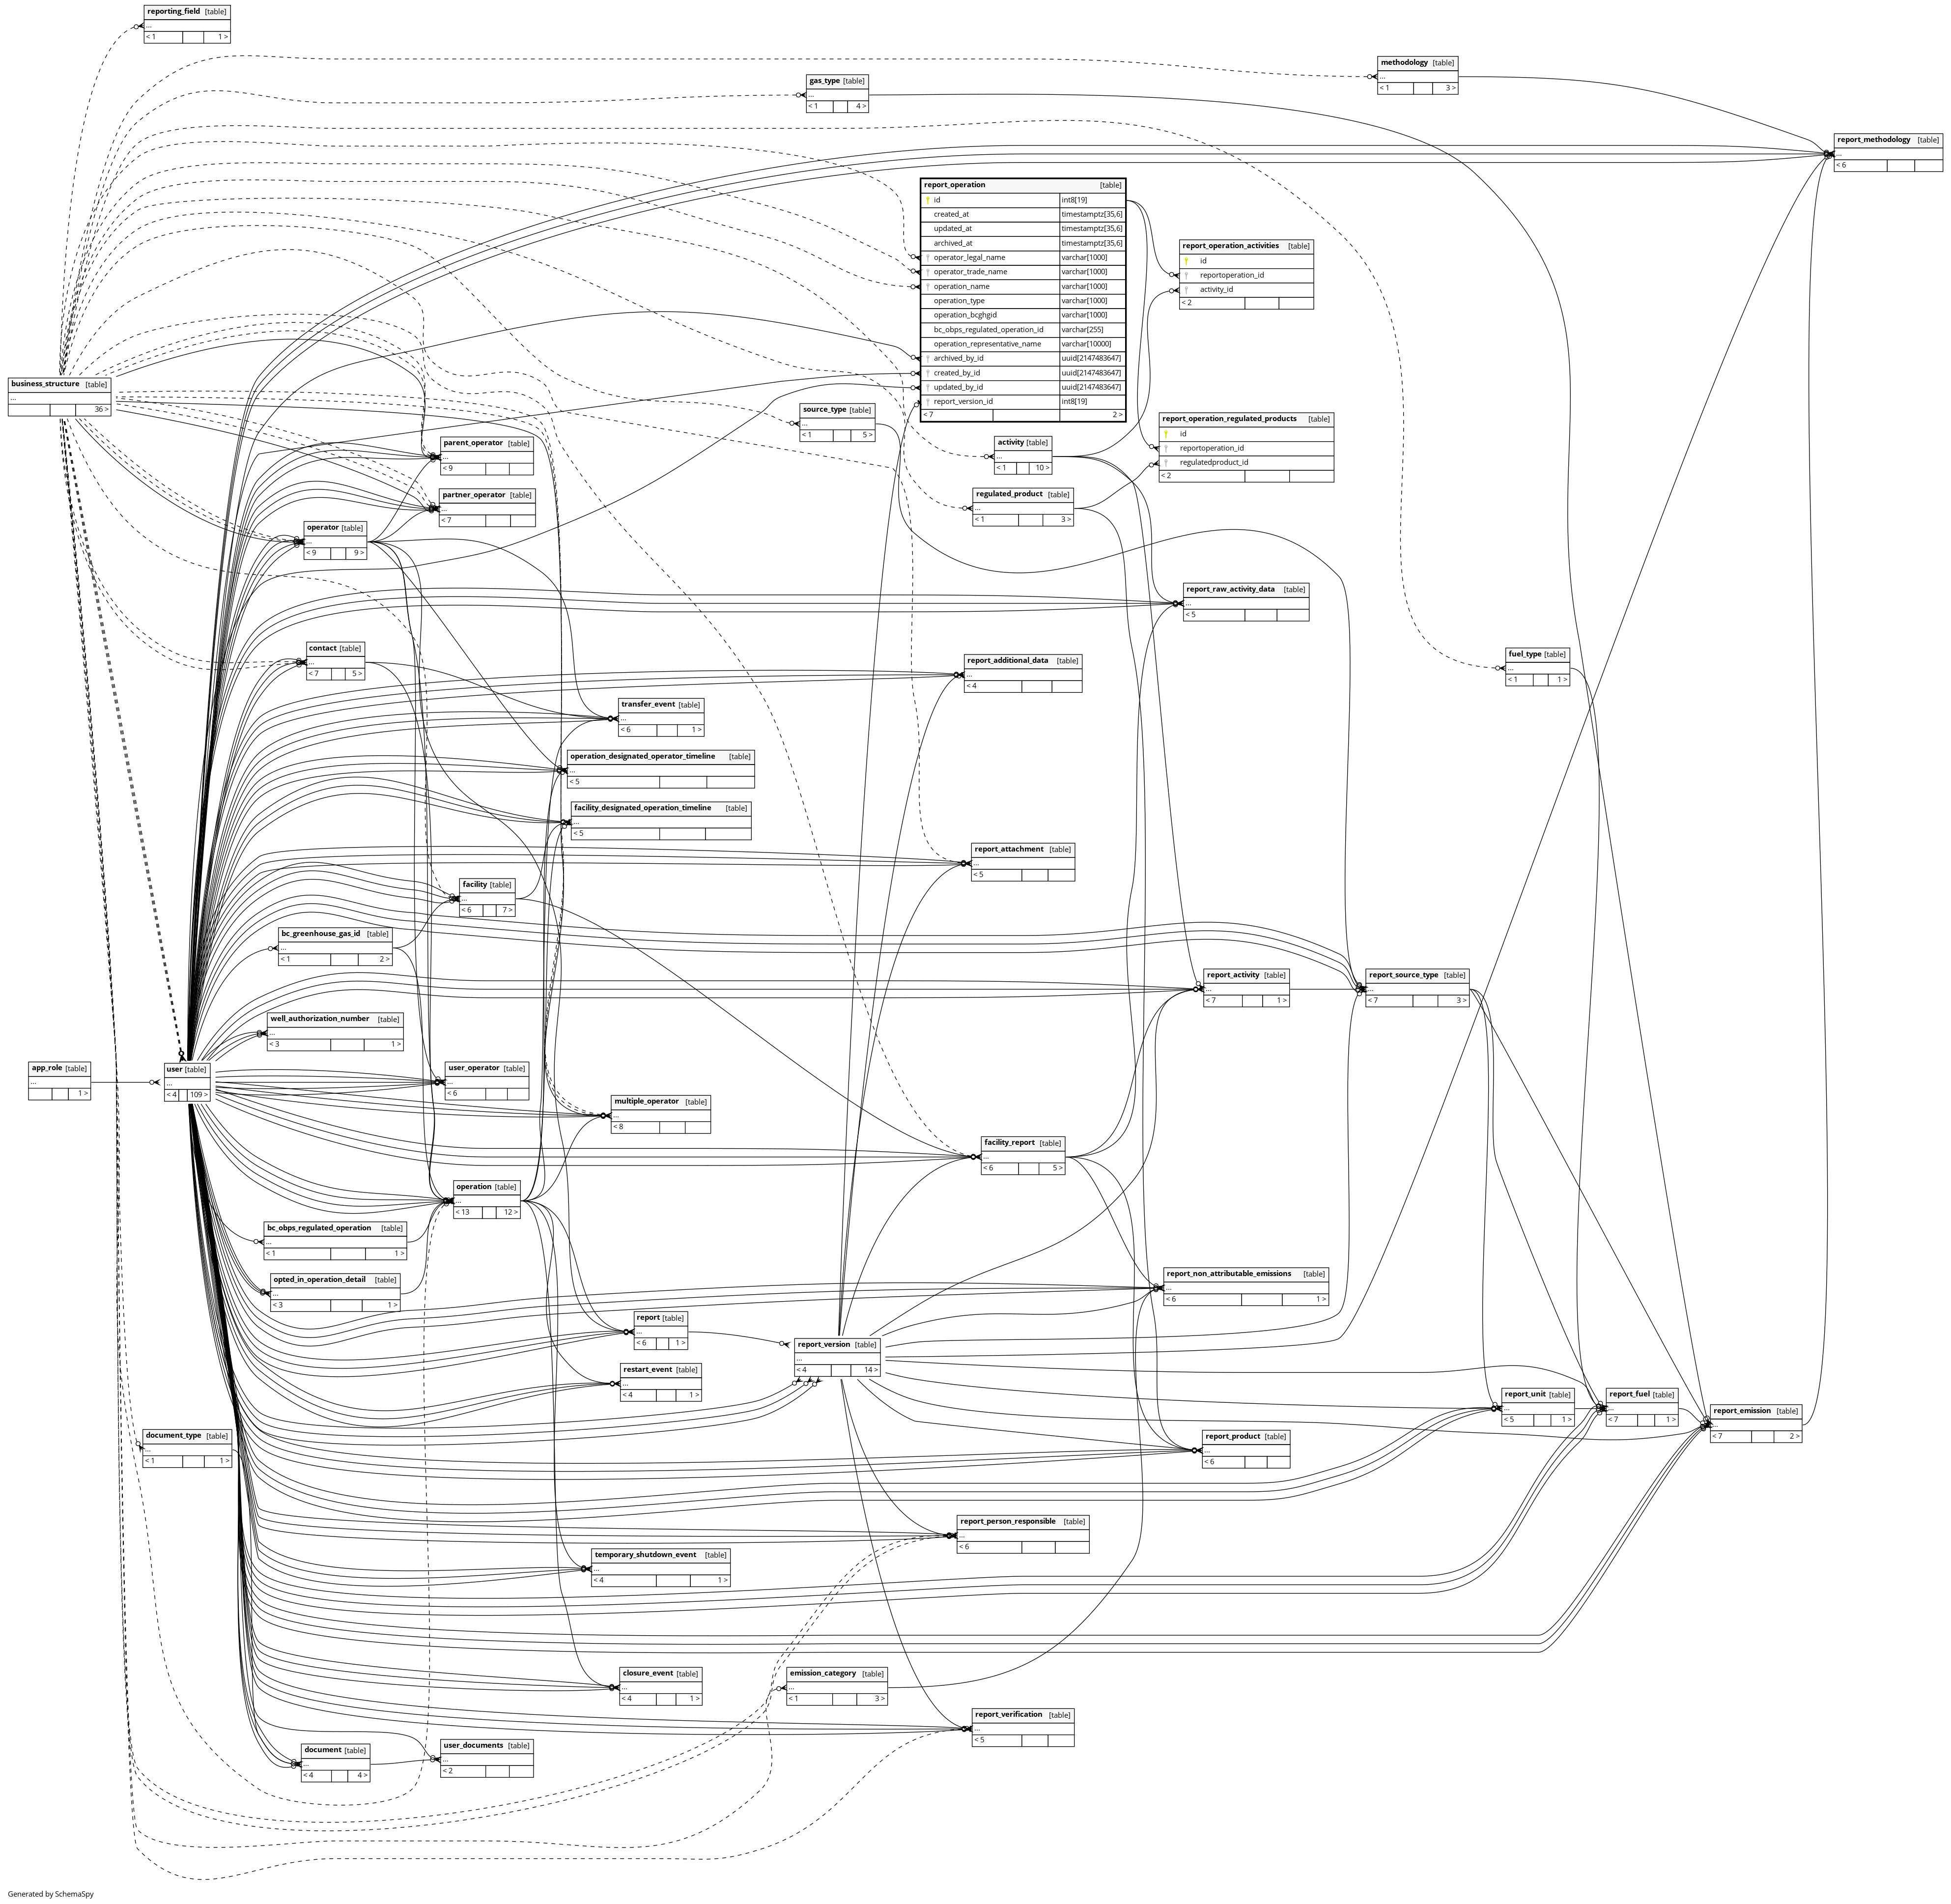 reporting_field [table]
...
< 1 1 >
methodology [table]
...
< 1 3 >
gas_type [table]
...
< 1 4 >
report_methodology [table]
...
< 6
report_operation [table]
id int8[19]
created_at timestamptz[35,6]
updated_at timestamptz[35,6]
archived_at timestamptz[35,6]
operator_legal_name varchar[1000]
operator_trade_name varchar[1000]
operation_name varchar[1000]
operation_type varchar[1000]
operation_bcghgid varchar[1000]
bc_obps_regulated_operation_id varchar[255]
operation_representative_name varchar[10000]
archived_by_id uuid[2147483647]
created_by_id uuid[2147483647]
updated_by_id uuid[2147483647]
report_version_id int8[19]
< 7 2 >
report_operation_activities [table]
id
reportoperation_id
activity_id
< 2
business_structure [table]
...
36 >
source_type [table]
...
< 1 5 >
report_operation_regulated_products [table]
id
reportoperation_id
regulatedproduct_id
< 2
parent_operator [table]
...
< 9
activity [table]
...
< 1 10 >
partner_operator [table]
...
< 7
regulated_product [table]
...
< 1 3 >
operator [table]
...
< 9 9 >
report_raw_activity_data [table]
...
< 5
contact [table]
...
< 7 5 >
report_additional_data [table]
...
< 4
fuel_type [table]
...
< 1 1 >
transfer_event [table]
...
< 6 1 >
operation_designated_operator_timeline [table]
...
< 5
facility_designated_operation_timeline [table]
...
< 5
report_attachment [table]
...
< 5
facility [table]
...
< 6 7 >
bc_greenhouse_gas_id [table]
...
< 1 2 >
report_activity [table]
...
< 7 1 >
report_source_type [table]
...
< 7 3 >
well_authorization_number [table]
...
< 3 1 >
app_role [table]
...
1 >
user [table]
...
< 4 109 >
user_operator [table]
...
< 6
multiple_operator [table]
...
< 8
facility_report [table]
...
< 6 5 >
operation [table]
...
< 13 12 >
bc_obps_regulated_operation [table]
...
< 1 1 >
opted_in_operation_detail [table]
...
< 3 1 >
report_non_attributable_emissions [table]
...
< 6 1 >
report [table]
...
< 6 1 >
report_version [table]
...
< 4 14 >
restart_event [table]
...
< 4 1 >
report_unit [table]
...
< 5 1 >
report_fuel [table]
...
< 7 1 >
report_emission [table]
...
< 7 2 >
document_type [table]
...
< 1 1 >
report_product [table]
...
< 6
report_person_responsible [table]
...
< 6
temporary_shutdown_event [table]
...
< 4 1 >
closure_event [table]
...
< 4 1 >
emission_category [table]
...
< 1 3 >
report_verification [table]
...
< 5
document [table]
...
< 4 4 >
user_documents [table]
...
< 2
Generated by SchemaSpy